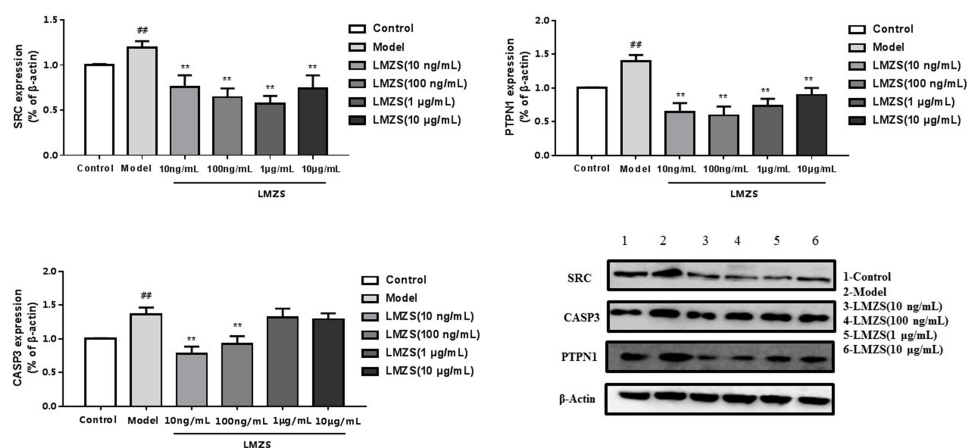 SRC expression
(% of β-actin)
1.5
1.0
0.5
0.0
##
**
**
**
**
Control
Model
10ng/mL
100ng/mL
1μg/mL
10μg/mL
LMZS
Control
Model
LMZS(10 ng/mL)
LMZS(100 ng/mL)
LMZS(1 μg/mL)
LMZS(10 μg/mL)
PTPN1 expression
(% of β-actin)
2.0
1.5
1.0
0.5
0.0
##
**
**
**
**
Control
Model
10ng/mL
100ng/mL
1μg/mL
10μg/mL
LMZS
Control
Model
LMZS(10 ng/mL)
LMZS(100 ng/mL)
LMZS(1 μg/mL)
LMZS(10 μg/mL)
CASP3 expression
(% of β-actin)
2.0
1.5
1.0
0.5
0.0
##
**
**
Control
Model
10ng/mL
100ng/mL
1μg/mL
10μg/mL
LMZS
Control
Model
LMZS(10 ng/mL)
LMZS(100 ng/mL)
LMZS(1 μg/mL)
LMZS(10 μg/mL)
1 2 3 4 5 6
SRC
CASP3
PTPN1
β-Actin
1-Control
2-Model
3-LMZS(10 ng/mL)
4-LMZS(100 ng/mL)
5-LMZS(1 μg/mL)
6-LMZS(10 μg/mL)